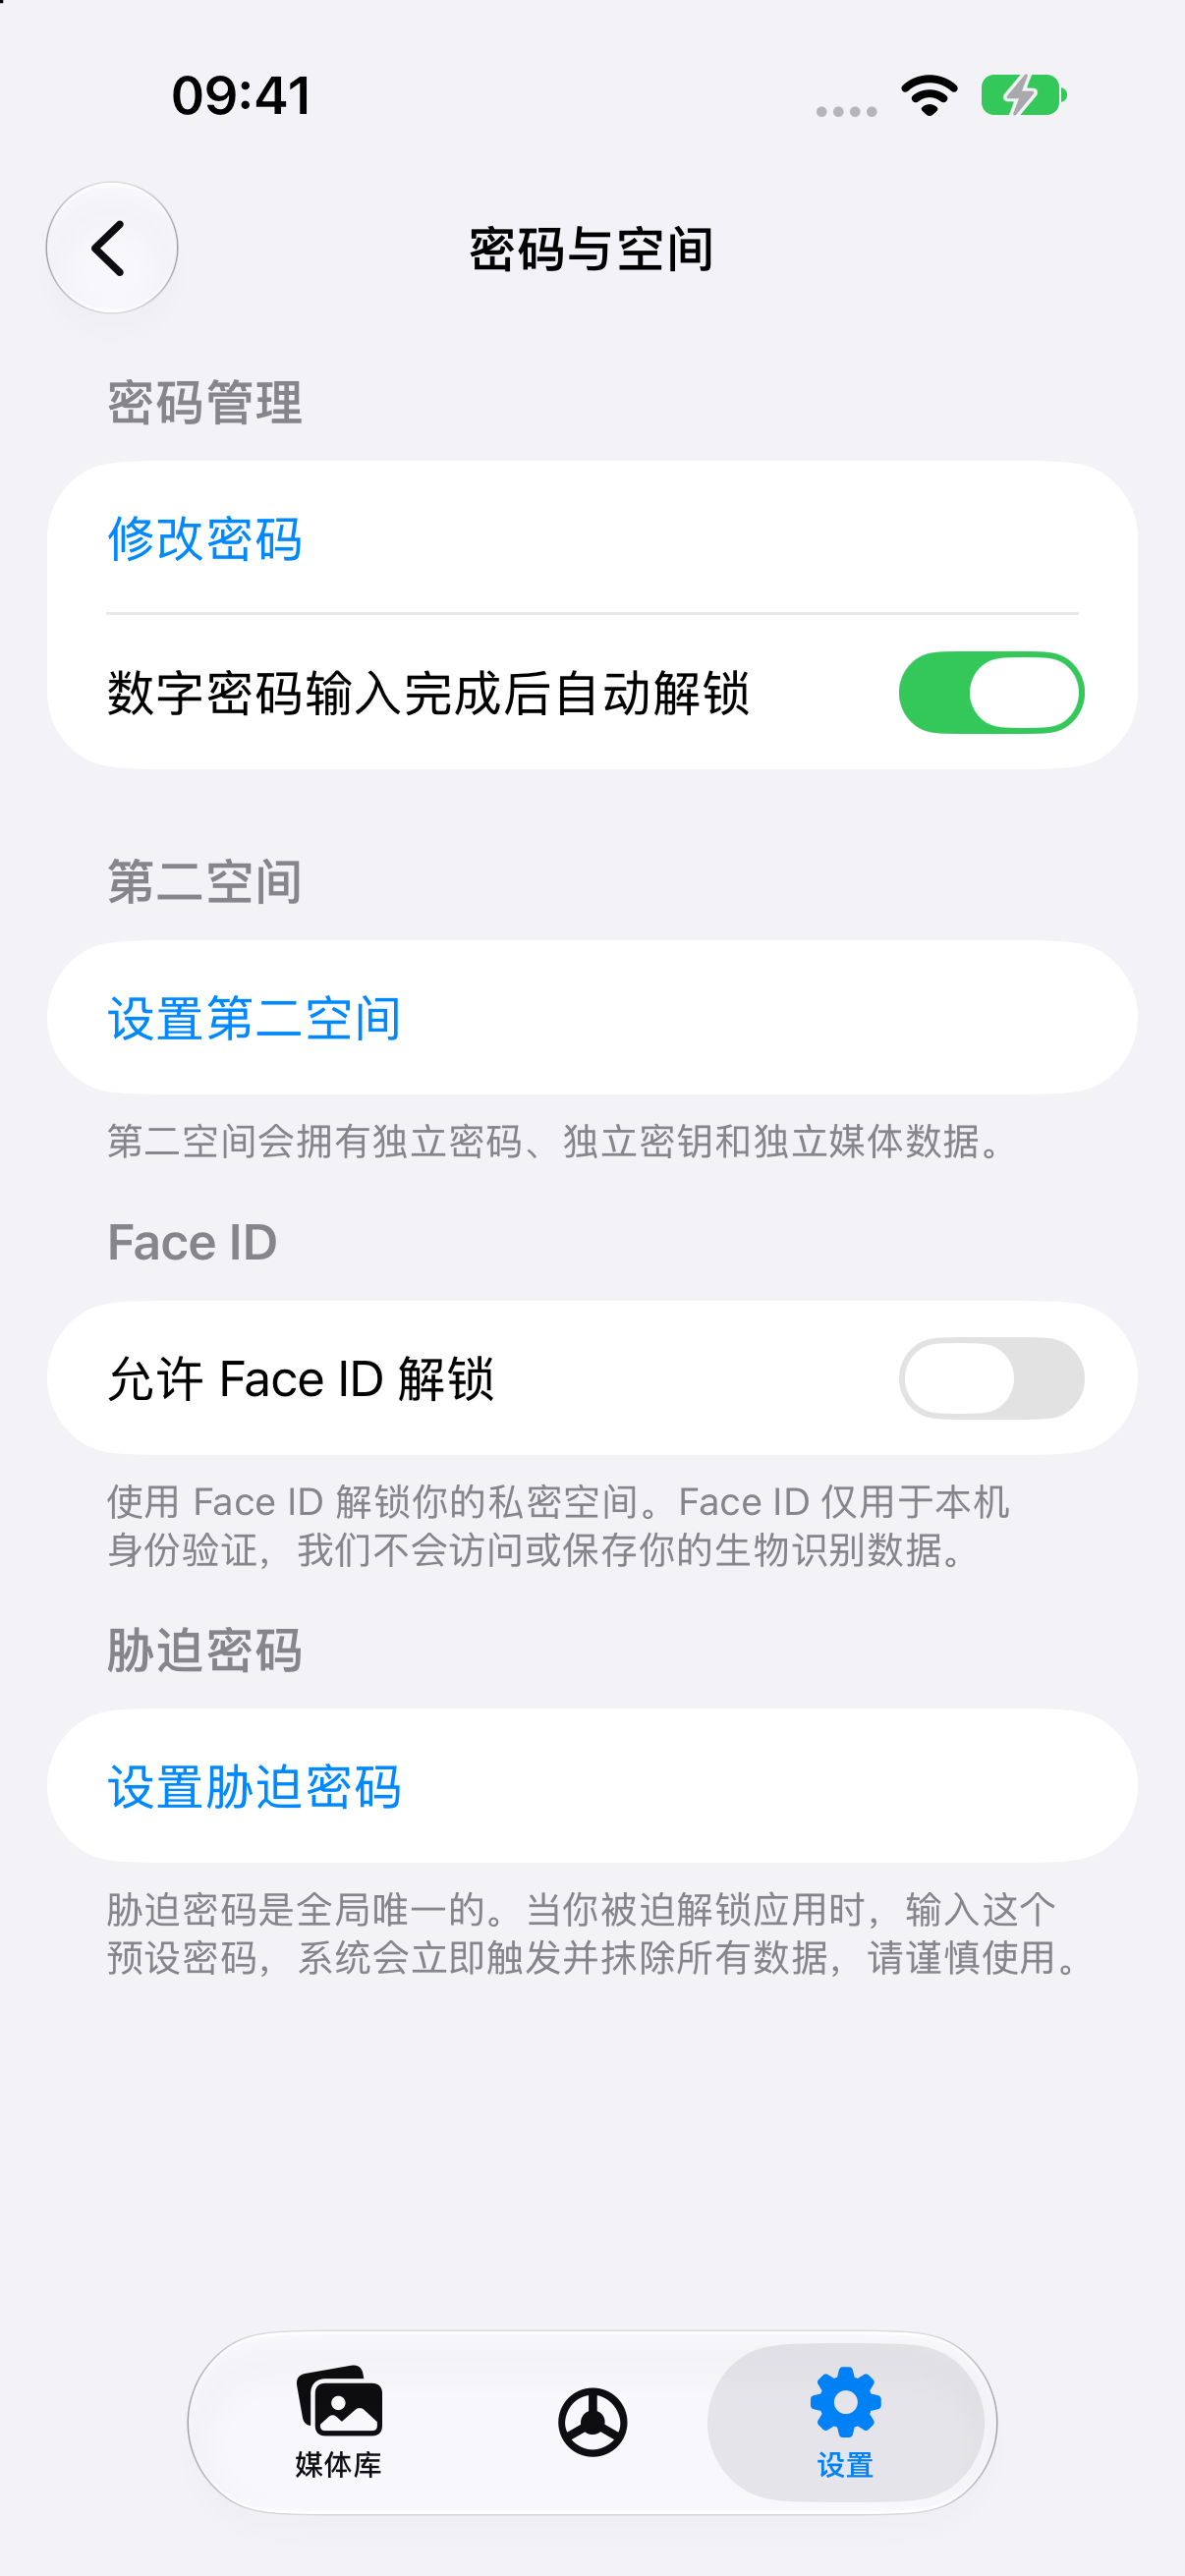 09:41
密码与空间
密码管理
修改密码
数字密码输入完成后自动解锁
第二空间
设置第二空间
第二空间会拥有独立密码、独立密钥和独立媒体数据。
Face ID
允许 Face ID 解锁
使用 Face ID 解锁你的私密空间。Face ID 仅用于本机
身份验证，我们不会访问或保存你的生物识别数据。
胁迫密码
设置胁迫密码
胁迫密码是全局唯一的。当你被迫解锁应用时，输入这个
预设密码，系统会立即触发并抹除所有数据，请谨慎使用。
媒体库
设置